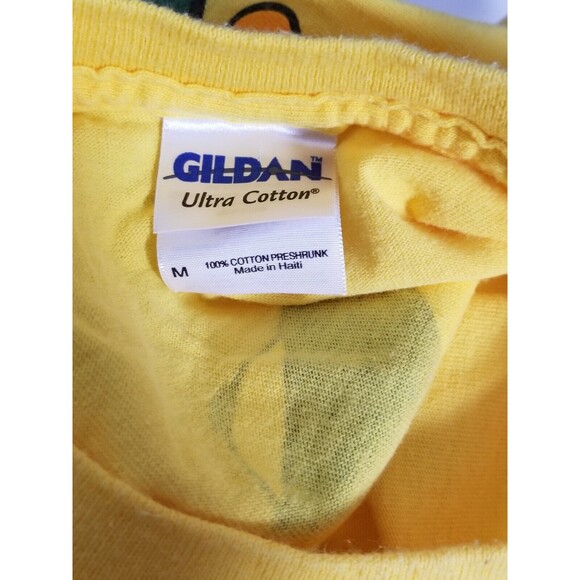 GILDAN™
Ultra Cotton®
M 100% COTTON PRESHRUNK
Made in Haiti